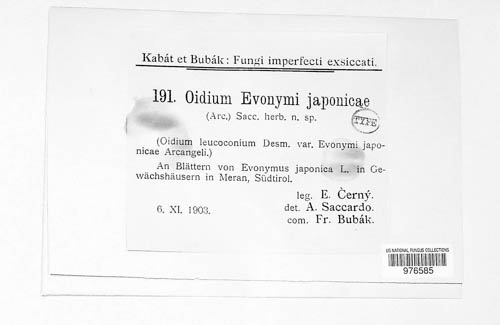 Kabát et Bubák: Fungi imperfecti exsiccati.
191. Oidium Evonymi japonicae
(Arc.) Sacc. herb. n. sp.
TYPE
(Oidium leucoconium Desm. var. Evonymi japo-
nicae Arcangeli.)
An Blättern von Evonymus japonica L. in Ge-
wächshäusern in Meran, Südtirol.
leg. E. Černý.
6. XI. 1903. det. A. Saccardo.
com. Fr. Bubák.
US NATIONAL FUNGUS COLLECTIONS
976585